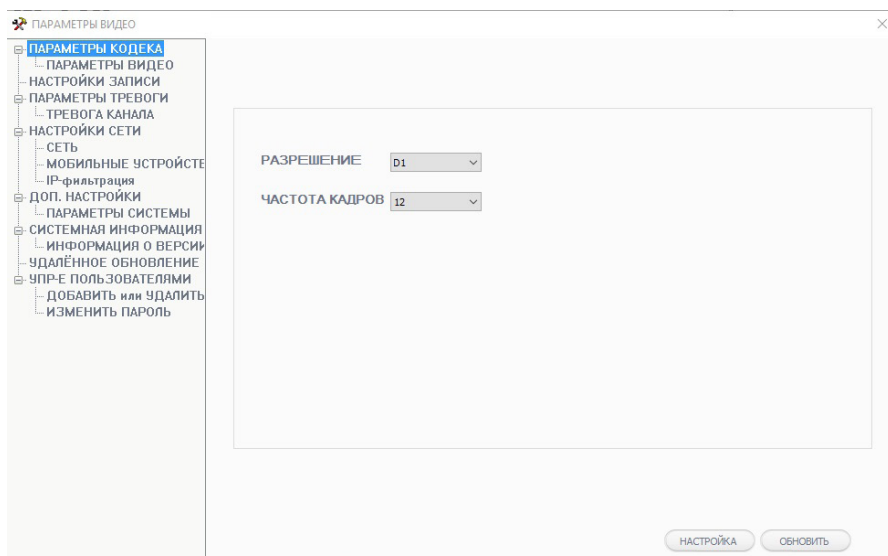 ПАРАМЕТРЫ ВИДЕО
ПАРАМЕТРЫ КОДЕКА
ПАРАМЕТРЫ ВИДЕО
НАСТРОЙКИ ЗАПИСИ
ПАРАМЕТРЫ ТРЕВОГИ
ТРЕВОГА КАНАЛА
НАСТРОЙКИ СЕТИ
СЕТЬ
МОБИЛЬНЫЕ УСТРОЙСТЕ
IP-фильтрация
ДОП. НАСТРОЙКИ
ПАРАМЕТРЫ СИСТЕМЫ
СИСТЕМНАЯ ИНФОРМАЦИЯ
ИНФОРМАЦИЯ О ВЕРСИИ
УДАЛЁННОЕ ОБНОВЛЕНИЕ
УПР-Е ПОЛЬЗОВАТЕЛЯМИ
ДОБАВИТЬ или УДАЛИТЬ
ИЗМЕНИТЬ ПАРОЛЬ
РАЗРЕШЕНИЕ D1
ЧАСТОТА КАДРОВ 12
НАСТРОЙКА ОБНОВИТЬ